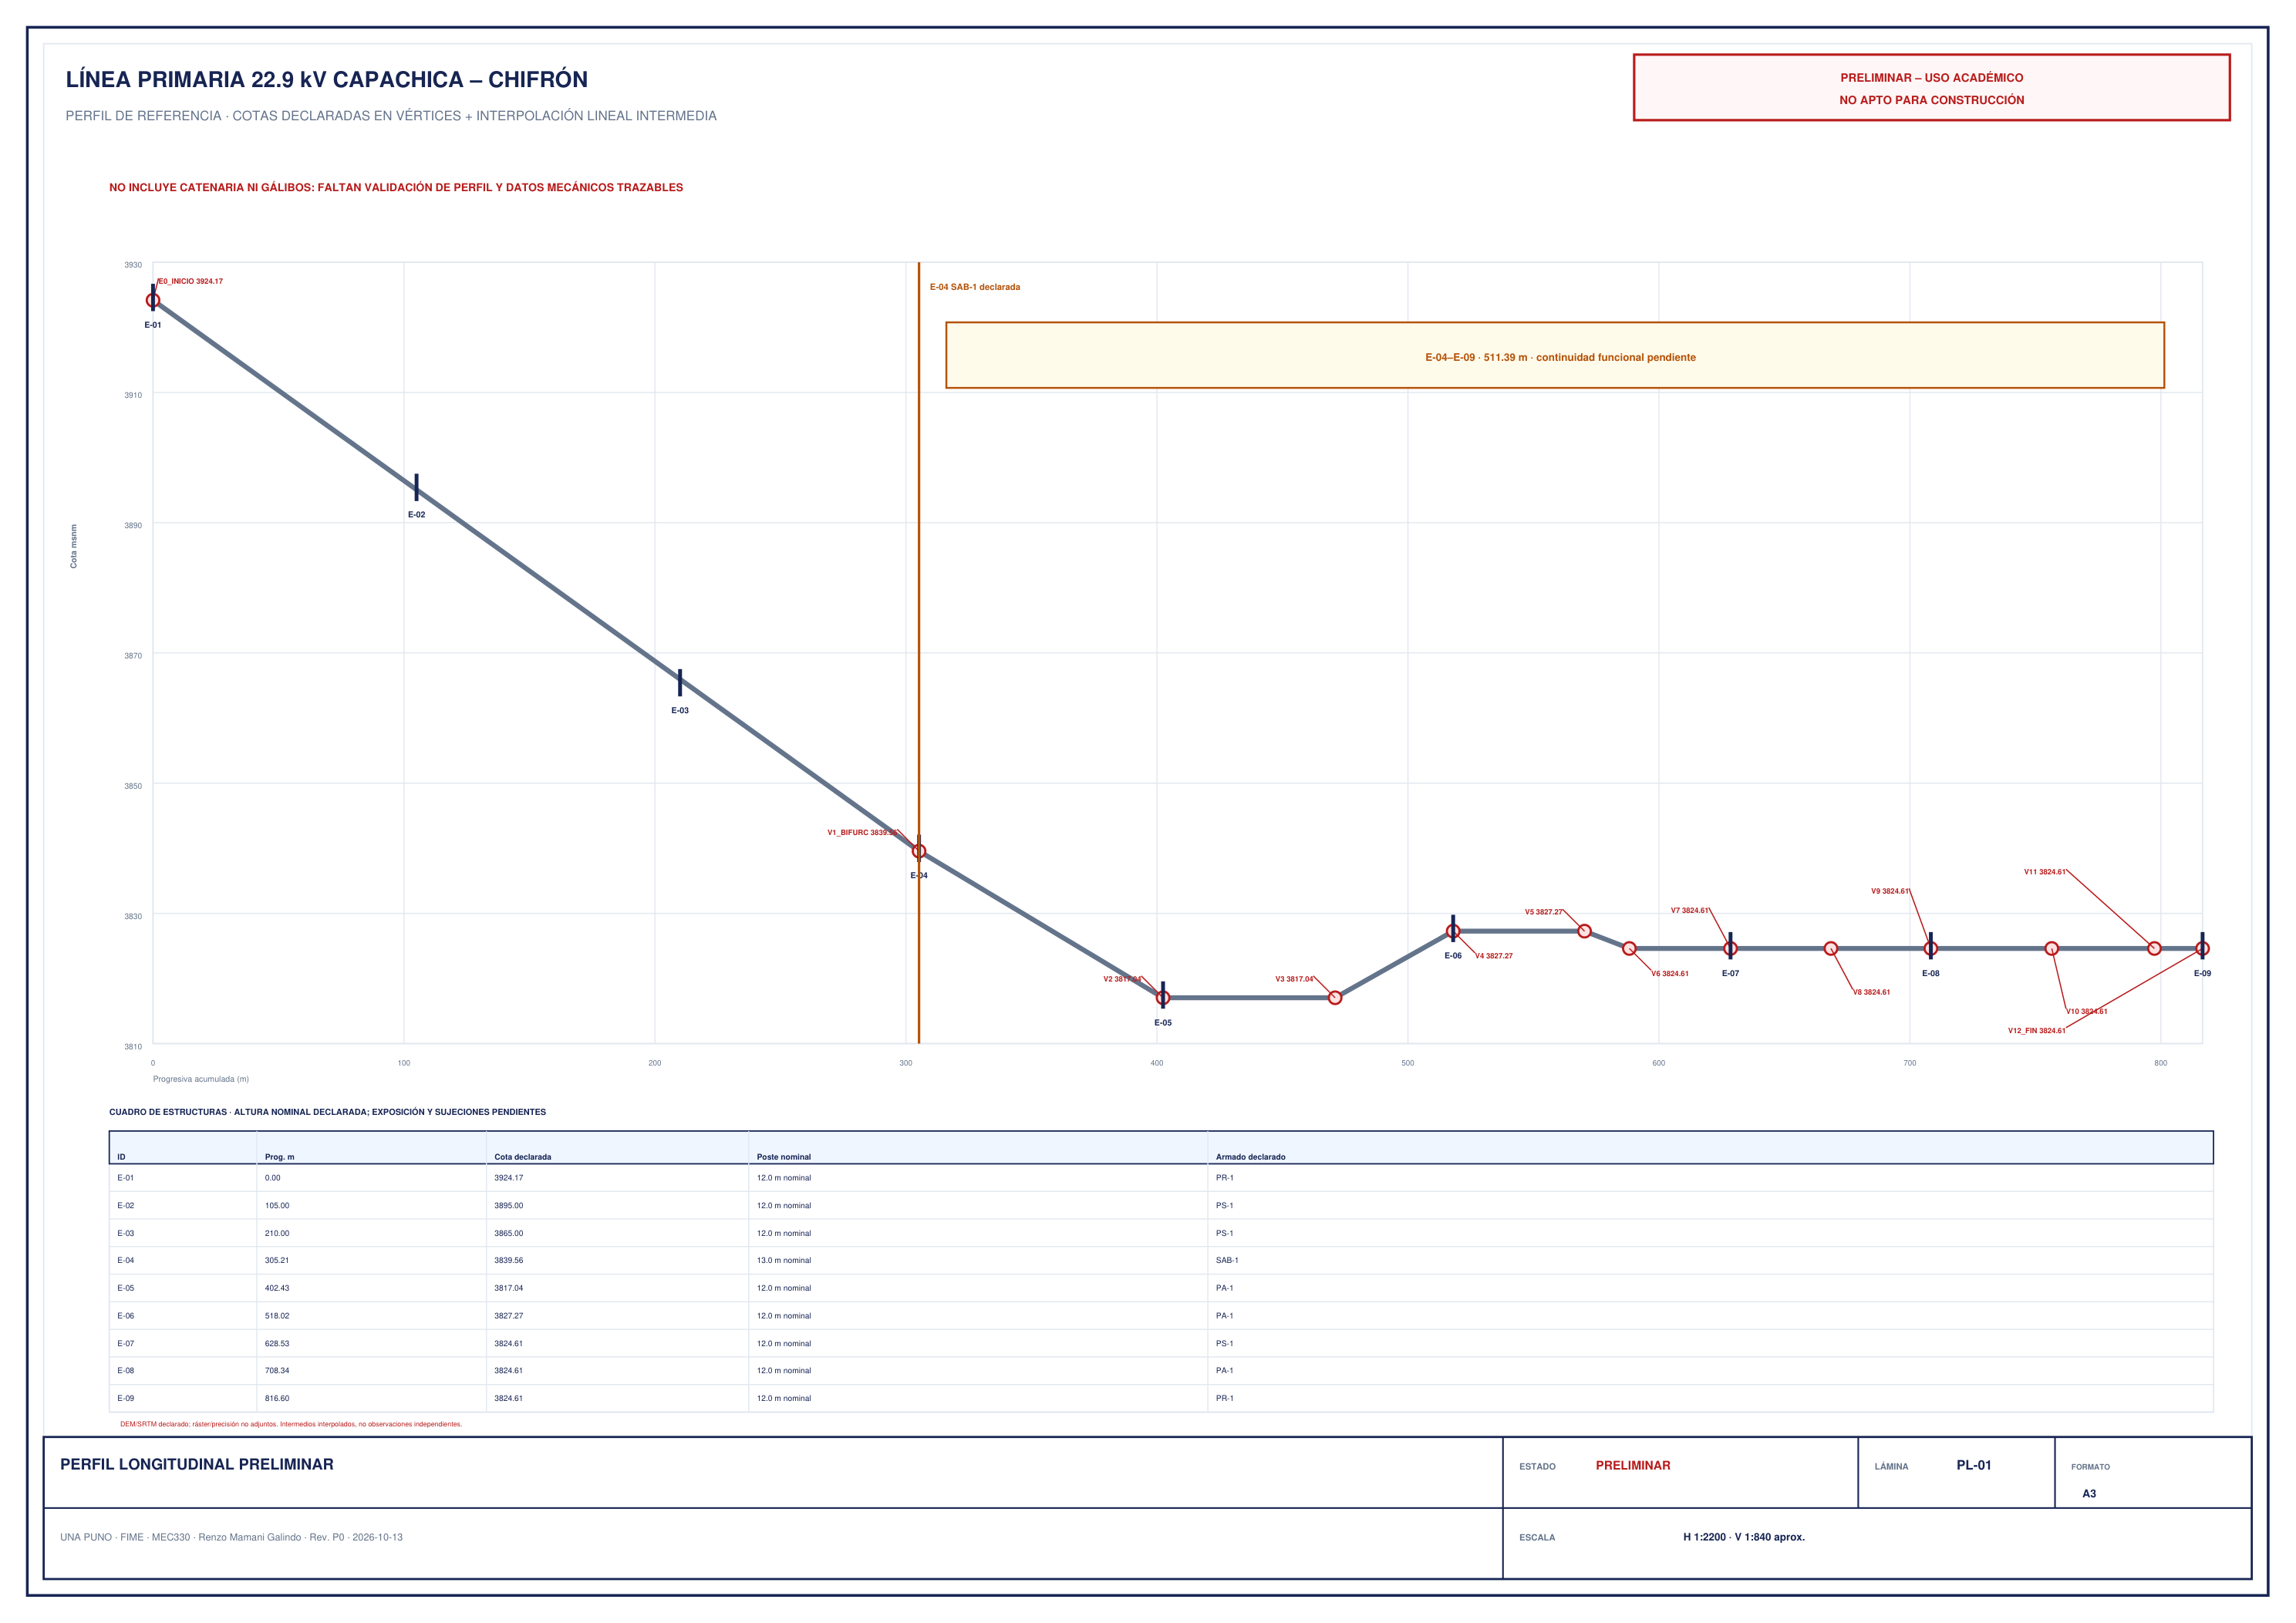 LÍNEA PRIMARIA 22.9 kV CAPACHICA – CHIFRÓN
PERFIL DE REFERENCIA · COTAS DECLARADAS EN VÉRTICES + INTERPOLACIÓN LINEAL INTERMEDIA
PRELIMINAR – USO ACADÉMICO
NO APTO PARA CONSTRUCCIÓN
NO INCLUYE CATENARIA NI GÁLIBOS: FALTAN VALIDACIÓN DE PERFIL Y DATOS MECÁNICOS TRAZABLES
3930
E0_INICIO 3924.17
E-04 SAB-1 declarada
E-01
E-04–E-09 · 511.39 m · continuidad funcional pendiente
3910
E-02
3890
Cota msnm
3870
E-03
3850
V1_BIFURC 3839.56
E-04
V11 3824.61
V9 3824.61
V7 3824.61
V5 3827.27
3830
E-06
V4 3827.27
V2 3817.04
V3 3817.04
V6 3824.61
E-07
E-08
E-09
V8 3824.61
V10 3824.61
E-05
V12_FIN 3824.61
3810
0 100 200 300 400 500 600 700 800
Progresiva acumulada (m)
CUADRO DE ESTRUCTURAS · ALTURA NOMINAL DECLARADA; EXPOSICIÓN Y SUJECIONES PENDIENTES
ID Prog. m Cota declarada Poste nominal Armado declarado
E-01 0.00 3924.17 12.0 m nominal PR-1
E-02 105.00 3895.00 12.0 m nominal PS-1
E-03 210.00 3865.00 12.0 m nominal PS-1
E-04 305.21 3839.56 13.0 m nominal SAB-1
E-05 402.43 3817.04 12.0 m nominal PA-1
E-06 518.02 3827.27 12.0 m nominal PA-1
E-07 628.53 3824.61 12.0 m nominal PS-1
E-08 708.34 3824.61 12.0 m nominal PA-1
E-09 816.60 3824.61 12.0 m nominal PR-1
DEM/SRTM declarado; ráster/precisión no adjuntos. Intermedios interpolados, no observaciones independientes.
PERFIL LONGITUDINAL PRELIMINAR
ESTADO PRELIMINAR
LÁMINA PL-01
FORMATO
A3
UNA PUNO · FIME · MEC330 · Renzo Mamani Galindo · Rev. P0 · 2026-10-13
ESCALA H 1:2200 · V 1:840 aprox.